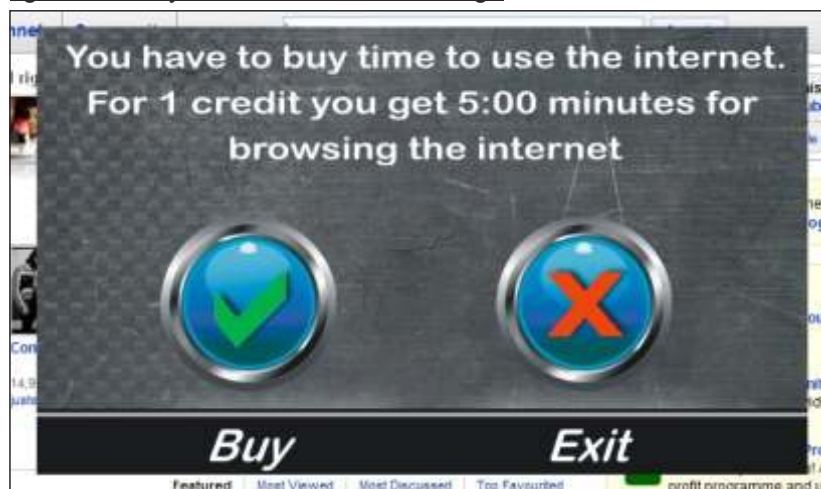 You have to buy time to use the internet.
For 1 credit you get 5:00 minutes for
browsing the internet
Buy Exit
Featured Most Viewed Most Discussed Top Favourited
profit programme and